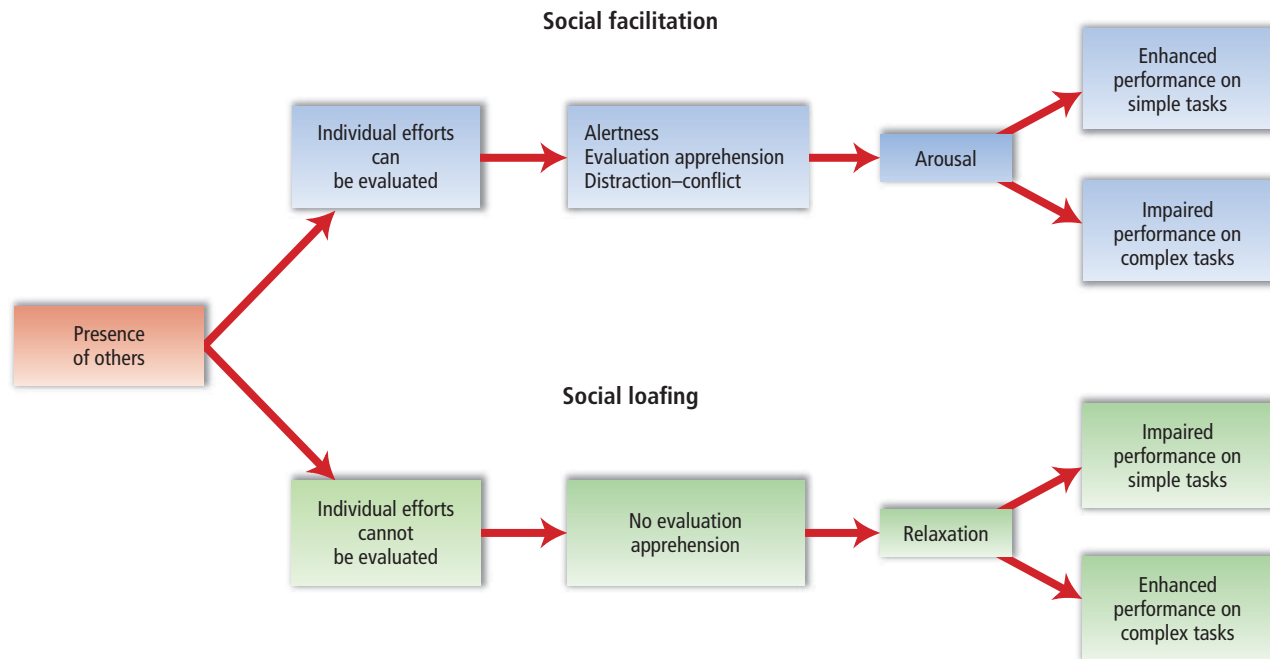 Social facilitation
Individual efforts
can
be evaluated
Alertness
Evaluation apprehension
Distraction–conflict
Arousal
Enhanced
performance on
simple tasks
Impaired
performance on
complex tasks
Presence
of others
Social loafing
Individual efforts
cannot
be evaluated
No evaluation
apprehension
Relaxation
Impaired
performance on
simple tasks
Enhanced
performance on
complex tasks